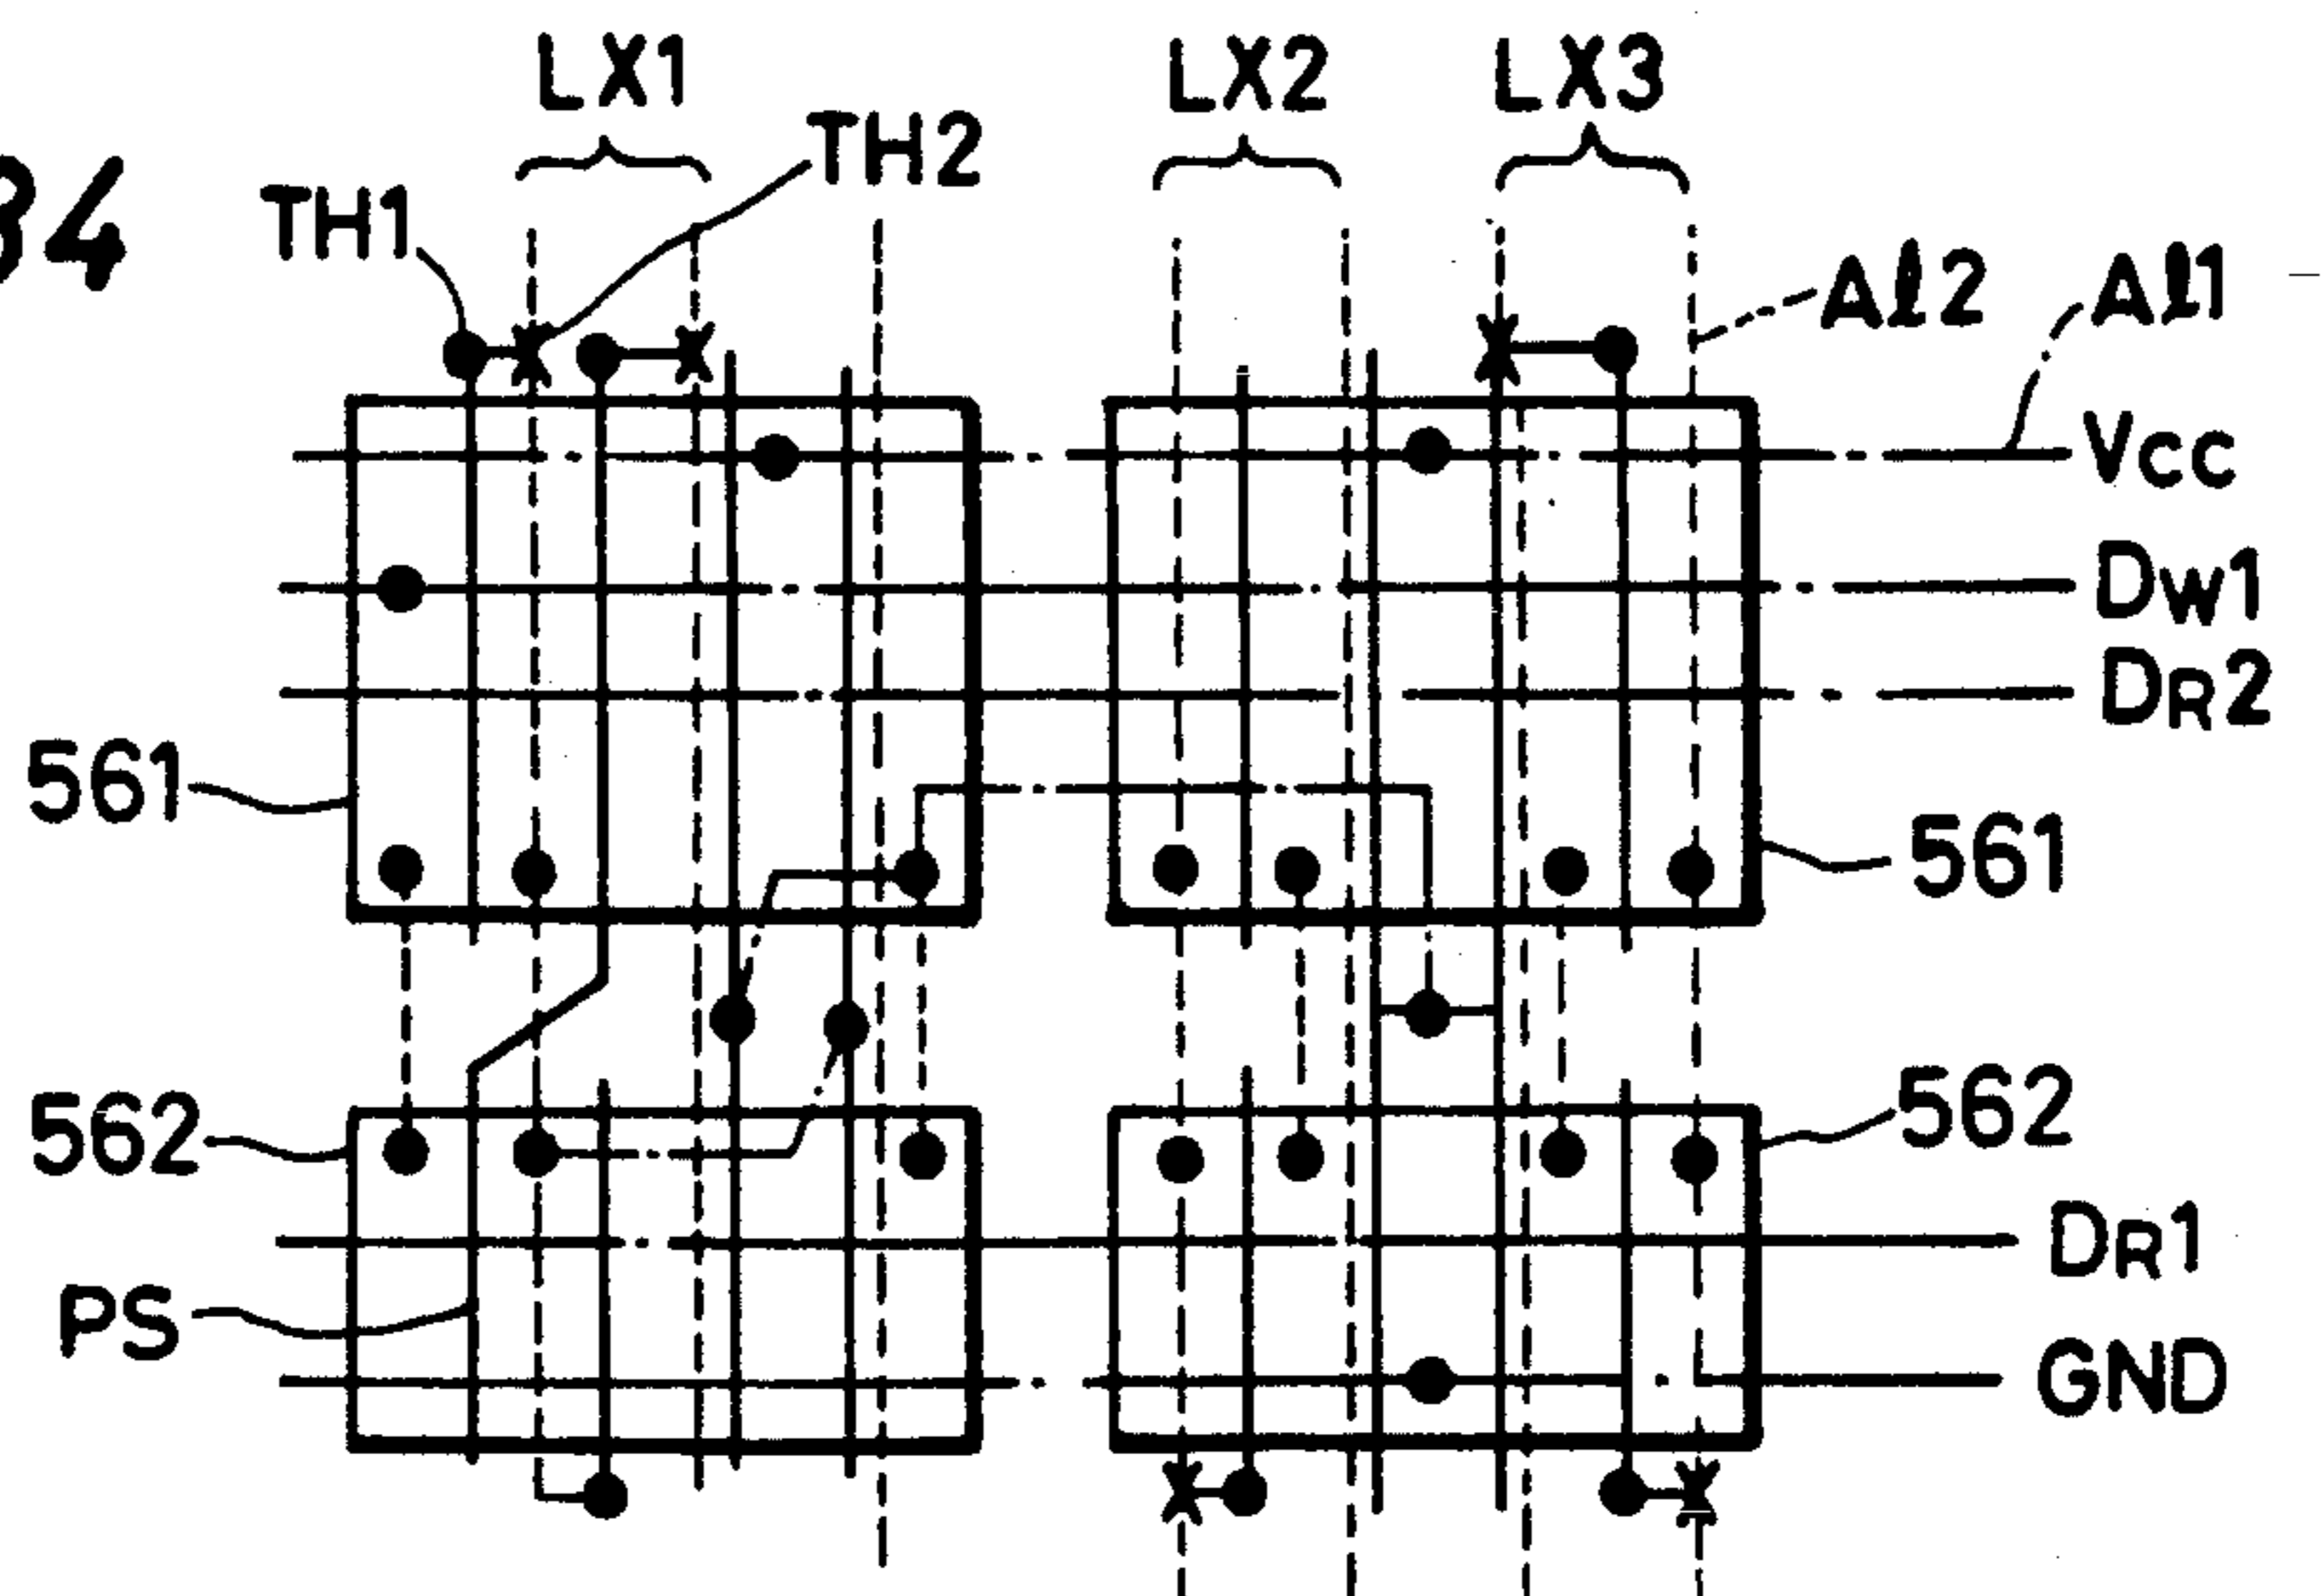 LX1 LX2 LX3
TH2
34
TH1
Al2 Al1
Vcc
DW1
DR2
561
561
562
562
DR1
PS
GND